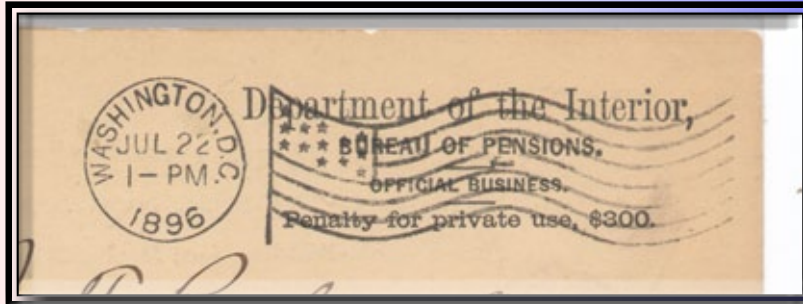 WASHINGTON, D.C.
JUL 22
1 - PM.
1896
Department of the Interior,
BUREAU OF PENSIONS.
OFFICIAL BUSINESS.
Penalty for private use, $300.